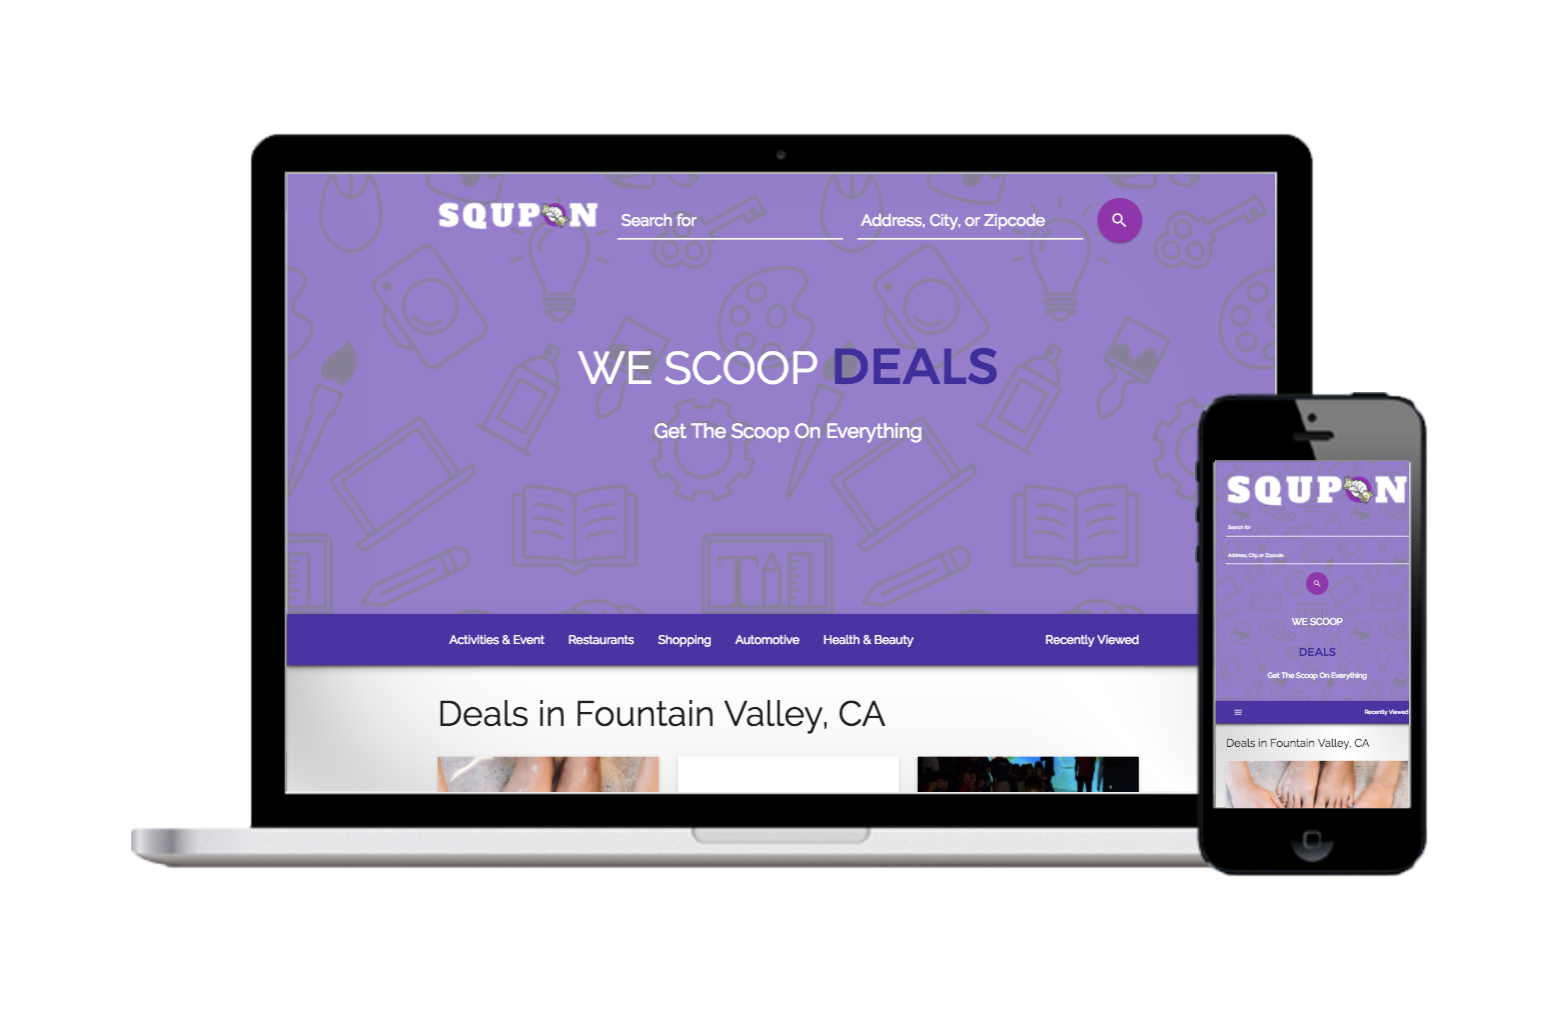 SQUPON Search for Address, City, or Zipcode
WE SCOOP DEALS
Get The Scoop On Everything
T
Activities & Event Restaurants Shopping Automotive Health & Beauty Recently Viewed
Deals in Fountain Valley, CA
SQUPON
Search for
Address, City, or Zipcode
WE SCOOP
DEALS
Get The Scoop On Everything
Recently Viewed
Deals in Fountain Valley, CA